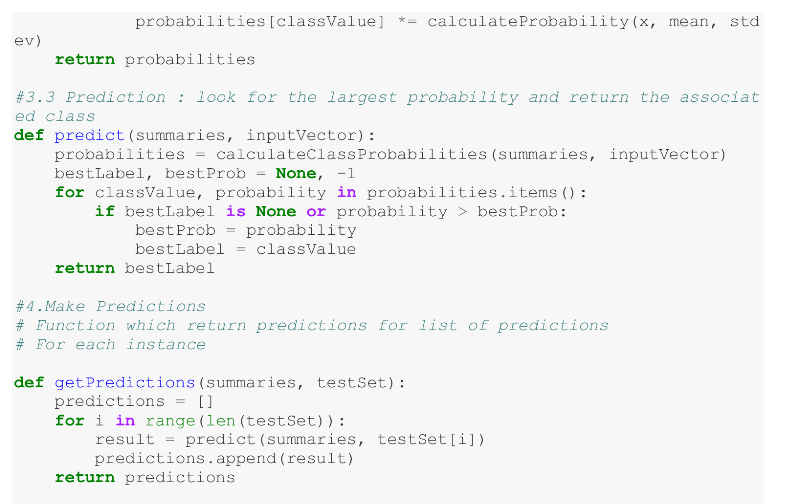 probabilities[classValue] *= calculateProbability(x, mean, std
ev)
    return probabilities

#3.3 Prediction : look for the largest probability and return the associat
ed class
def predict(summaries, inputVector):
    probabilities = calculateClassProbabilities(summaries, inputVector)
    bestLabel, bestProb = None, -1
    for classValue, probability in probabilities.items():
        if bestLabel is None or probability > bestProb:
            bestProb = probability
            bestLabel = classValue
    return bestLabel

#4.Make Predictions
# Function which return predictions for list of predictions
# For each instance

def getPredictions(summaries, testSet):
    predictions = []
    for i in range(len(testSet)):
        result = predict(summaries, testSet[i])
        predictions.append(result)
    return predictions